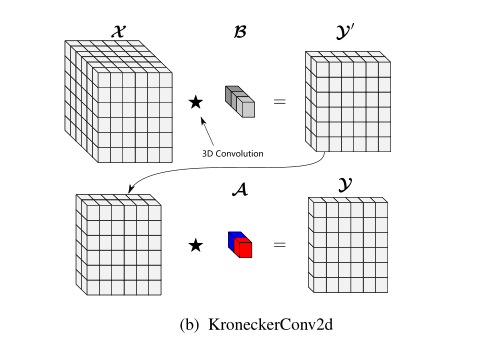 𝒳 ℬ 𝒴′
★ =
3D Convolution
𝒜 𝒴
★ =
(b) KroneckerConv2d